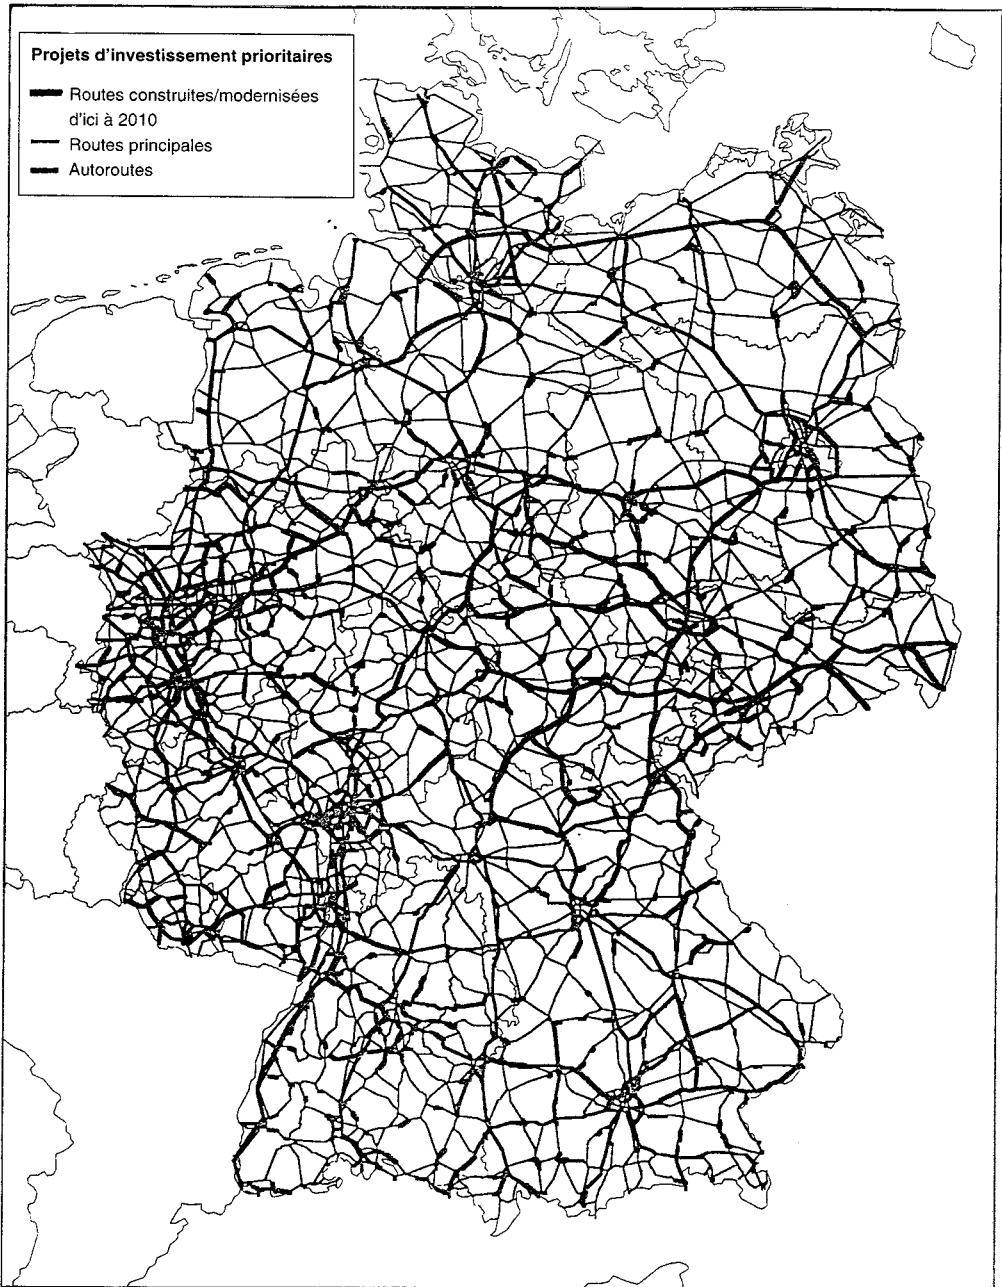 Projets d'investissement prioritaires
Routes construites/modernisées
d'ici à 2010
Routes principales
Autoroutes